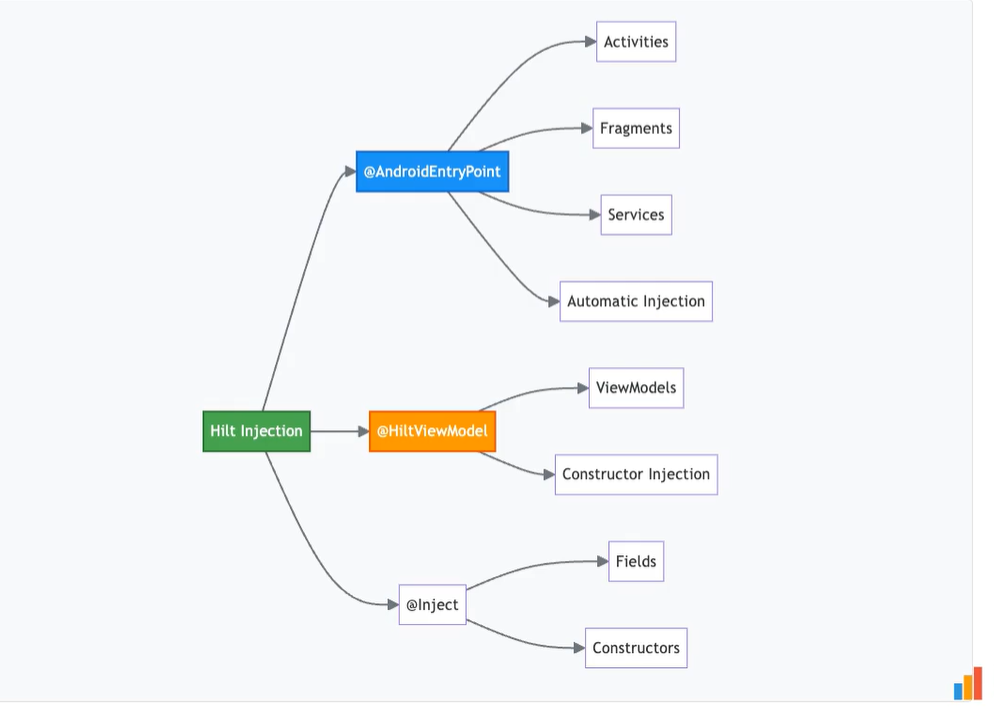 Activities
Fragments
@AndroidEntryPoint
Services
Automatic Injection
ViewModels
Hilt Injection
@HiltViewModel
Constructor Injection
Fields
@Inject
Constructors